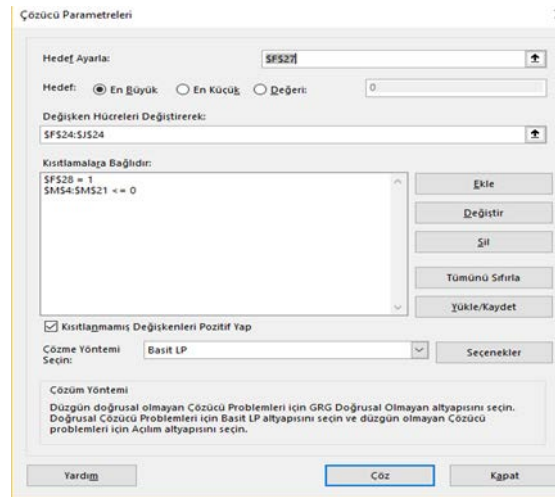 Çözücü Parametreleri
Hedef Ayarla: $F$27
Hedef: En Büyük En Küçük Değeri: 0
Değişken Hücreleri Değiştirerek:
$F$24:$J$24
Kısıtlamalara Bağlıdır:
$F$28 = 1
$M$4:$M$21 <= 0
Ekle
Değiştir
Sil
Tümünü Sıfırla
Yükle/Kaydet
Kısıtlanmamış Değişkenleri Pozitif Yap
Çözme Yöntemi Seçin: Basit LP Seçenekler
Çözüm Yöntemi
Düzgün doğrusal olmayan Çözücü Problemleri için GRG Doğrusal Olmayan altyapısını seçin.
Doğrusal Çözücü Problemleri için Basit LP altyapısını seçin ve düzgün olmayan Çözücü
problemleri için Açılım altyapısını seçin.
Yardım Çöz Kapat